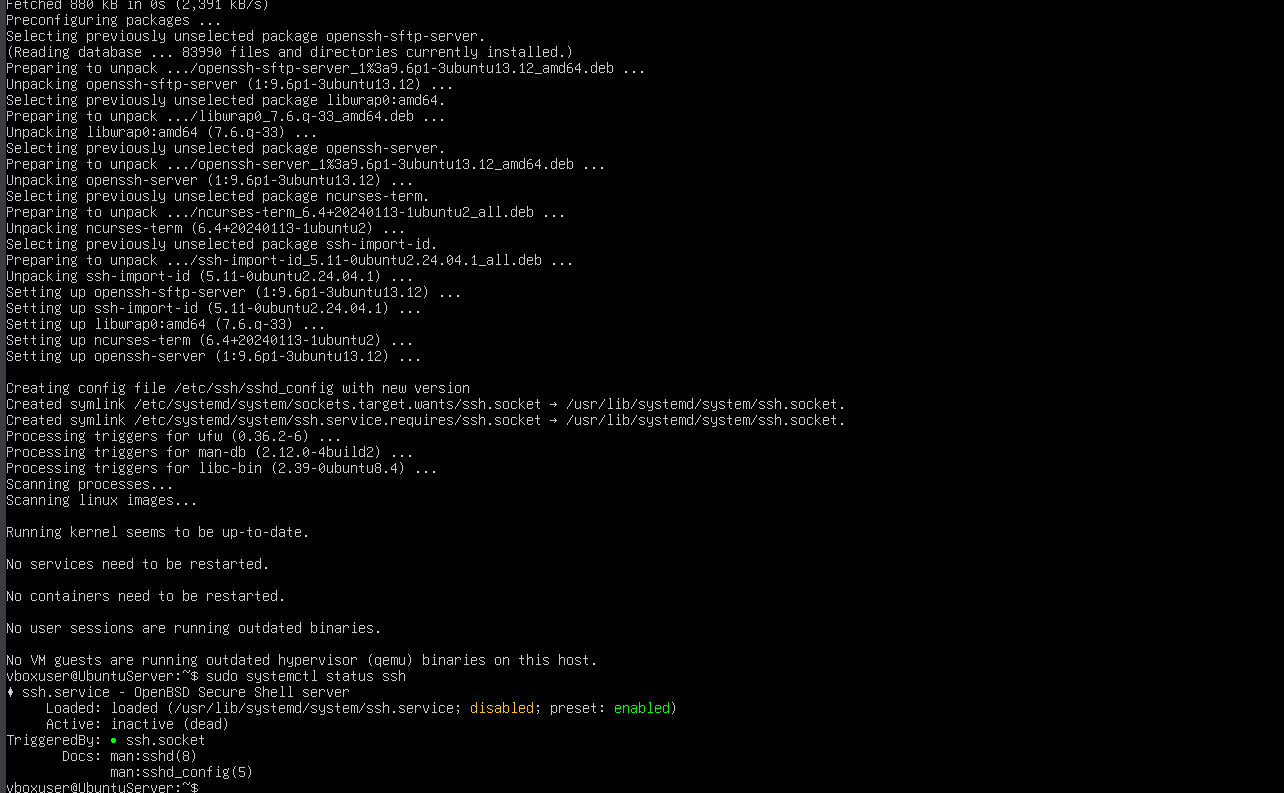 Fetched 880 kB in 0s (2,391 kB/s)
Preconfiguring packages ...
Selecting previously unselected package openssh-sftp-server.
(Reading database ... 83990 files and directories currently installed.)
Preparing to unpack .../openssh-sftp-server_1%3a9.6p1-3ubuntu13.12_amd64.deb ...
Unpacking openssh-sftp-server (1:9.6p1-3ubuntu13.12) ...
Selecting previously unselected package libwrap0:amd64.
Preparing to unpack .../libwrap0_7.6.q-33_amd64.deb ...
Unpacking libwrap0:amd64 (7.6.q-33) ...
Selecting previously unselected package openssh-server.
Preparing to unpack .../openssh-server_1%3a9.6p1-3ubuntu13.12_amd64.deb ...
Unpacking openssh-server (1:9.6p1-3ubuntu13.12) ...
Selecting previously unselected package ncurses-term.
Preparing to unpack .../ncurses-term_6.4+20240113-1ubuntu2_all.deb ...
Unpacking ncurses-term (6.4+20240113-1ubuntu2) ...
Selecting previously unselected package ssh-import-id.
Preparing to unpack .../ssh-import-id_5.11-0ubuntu2.24.04.1_all.deb ...
Unpacking ssh-import-id (5.11-0ubuntu2.24.04.1) ...
Setting up openssh-sftp-server (1:9.6p1-3ubuntu13.12) ...
Setting up ssh-import-id (5.11-0ubuntu2.24.04.1) ...
Setting up libwrap0:amd64 (7.6.q-33) ...
Setting up ncurses-term (6.4+20240113-1ubuntu2) ...
Setting up openssh-server (1:9.6p1-3ubuntu13.12) ...
Creating config file /etc/ssh/sshd_config with new version
Created symlink /etc/systemd/system/sockets.target.wants/ssh.socket → /usr/lib/systemd/system/ssh.socket.
Created symlink /etc/systemd/system/ssh.service.requires/ssh.socket → /usr/lib/systemd/system/ssh.socket.
Processing triggers for ufw (0.36.2-6) ...
Processing triggers for man-db (2.12.0-4build2) ...
Processing triggers for libc-bin (2.39-0ubuntu8.4) ...
Scanning processes...
Scanning linux images...
Running kernel seems to be up-to-date.
No services need to be restarted.
No containers need to be restarted.
No user sessions are running outdated binaries.
No VM guests are running outdated hypervisor (qemu) binaries on this host.
vboxuser@UbuntuServer:~$ sudo systemctl status ssh
♦ ssh.service - OpenBSD Secure Shell server
Loaded: loaded (/usr/lib/systemd/system/ssh.service; disabled; preset: enabled)
Active: inactive (dead)
TriggeredBy: ● ssh.socket
Docs: man:sshd(8)
man:sshd_config(5)
vboxuser@UbuntuServer:~$